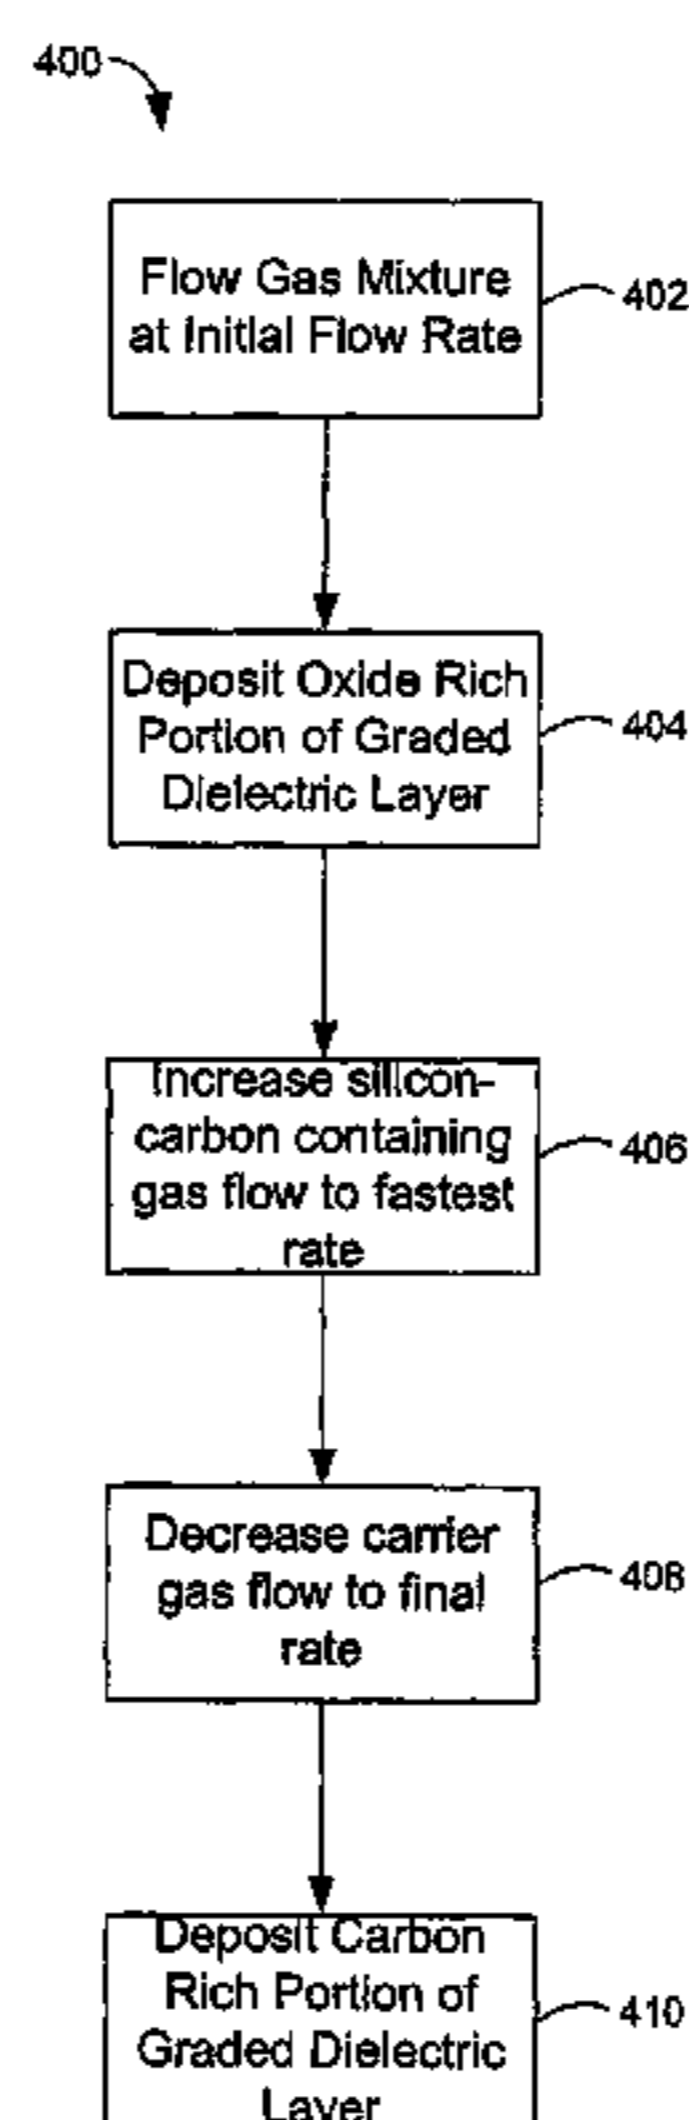 400
Flow Gas Mixture
at Initial Flow Rate
402
Deposit Oxide Rich
Portion of Graded
Dielectric Layer
404
Increase silicon-
carbon containing
gas flow to fastest
rate
406
Decrease carrier
gas flow to final
rate
408
Deposit Carbon
Rich Portion of
Graded Dielectric
Layer
410